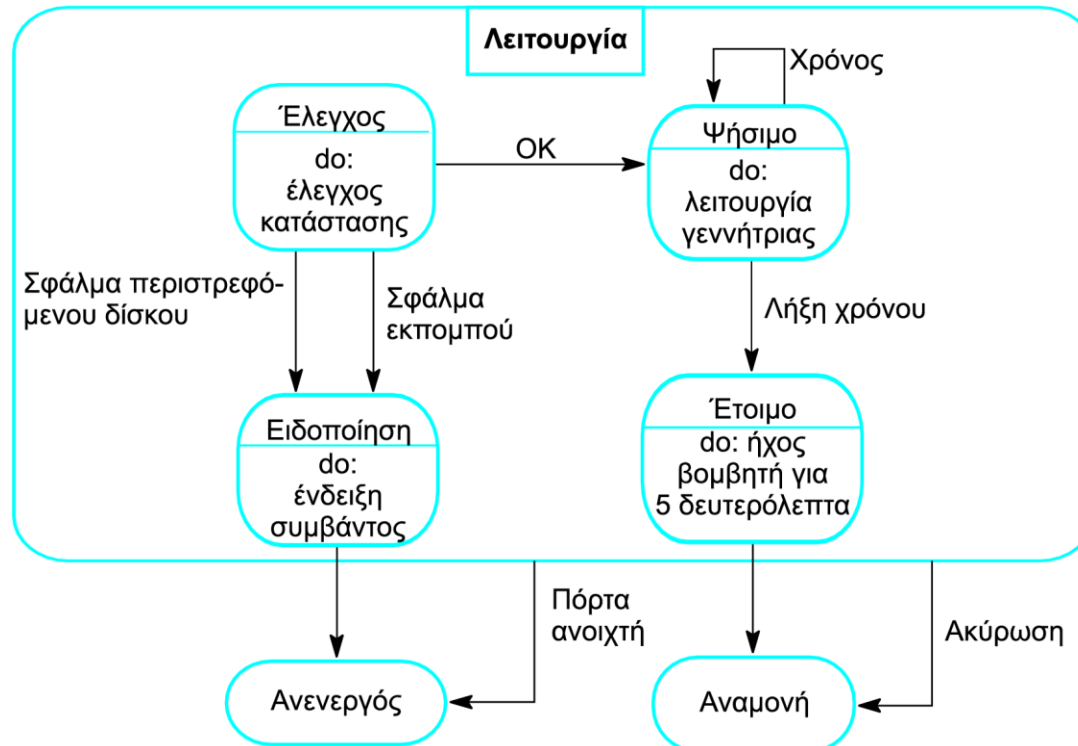 Λειτουργία
Χρόνος
Έλεγχος
do:
έλεγχος
κατάστασης
OK
Ψήσιμο
do:
λειτουργία
γεννήτριας
Σφάλμα περιστρεφό-
μενου δίσκου
Σφάλμα
εκπομπού
Λήξη χρόνου
Ειδοποίηση
do:
ένδειξη
συμβάντος
Έτοιμο
do: ήχος
βομβητή για
5 δευτερόλεπτα
Πόρτα
ανοιχτή
Ακύρωση
Ανενεργός
Αναμονή